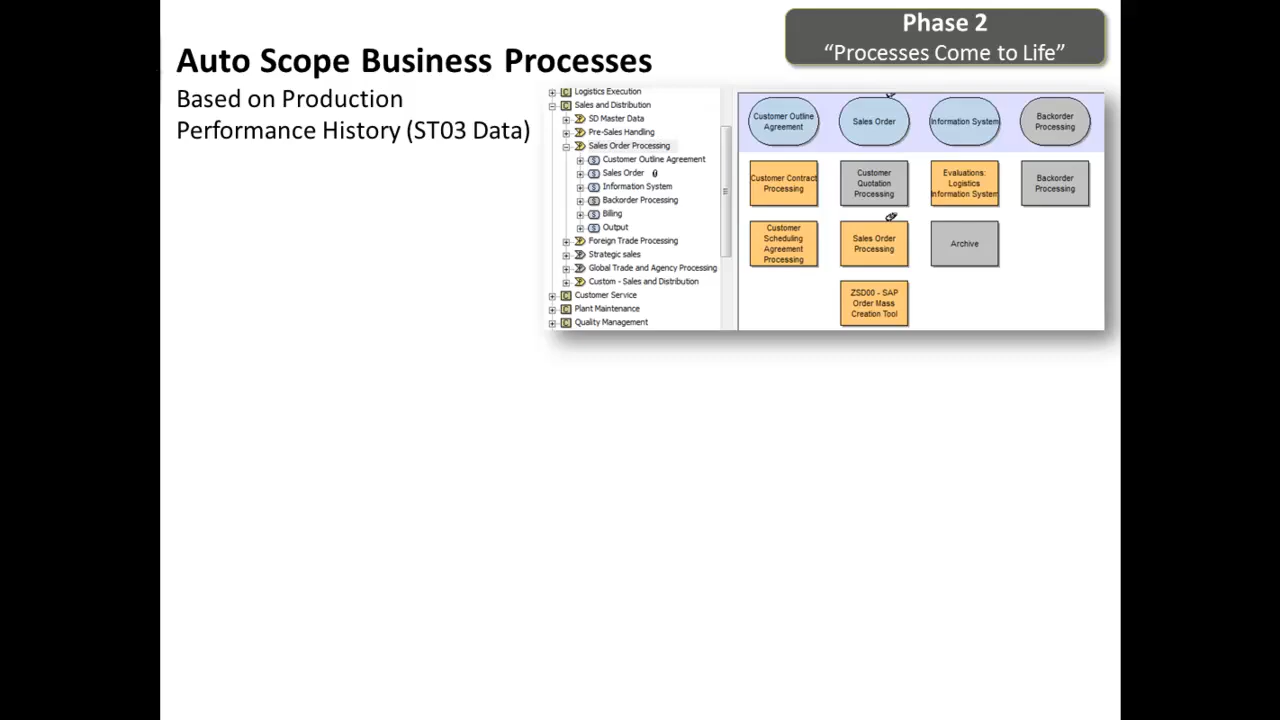 Phase 2
“Processes Come to Life”
Auto Scope Business Processes
Based on Production
Performance History (ST03 Data)
Logistics Execution
Sales and Distribution
SD Master Data
Pre-Sales Handling
Sales Order Processing
Customer Outline Agreement
Sales Order
Information System
Backorder Processing
Billing
Output
Foreign Trade Processing
Strategic sales
Global Trade and Agency Processing
Custom - Sales and Distribution
Customer Service
Plant Maintenance
Quality Management
Customer Outline
Agreement
Sales Order
Information System
Backorder
Processing
Customer Contract
Processing
Customer
Quotation
Processing
Evaluations:
Logistics
Information System
Backorder
Processing
Customer
Scheduling
Agreement
Processing
Sales Order
Processing
Archive
ZSD00 - SAP
Order Mass
Creation Tool